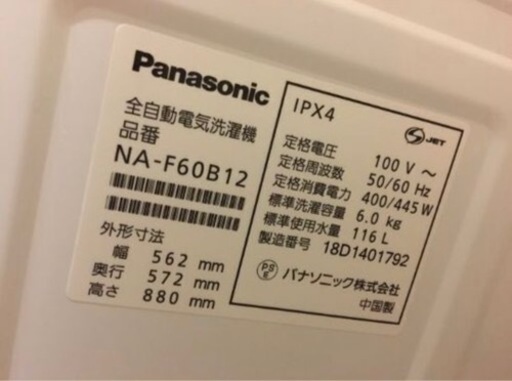 Panasonic
全自動電気洗濯機
品番
NA-F60B12
外形寸法
幅 562 mm
奥行 572 mm
高さ 880 mm
IPX4
S JET
定格電圧 100 V ～
定格周波数 50/60 Hz
定格消費電力 400/445 W
標準洗濯容量 6.0 kg
標準使用水量 116 L
製造番号 18D1401792
PSE パナソニック株式会社
中国製